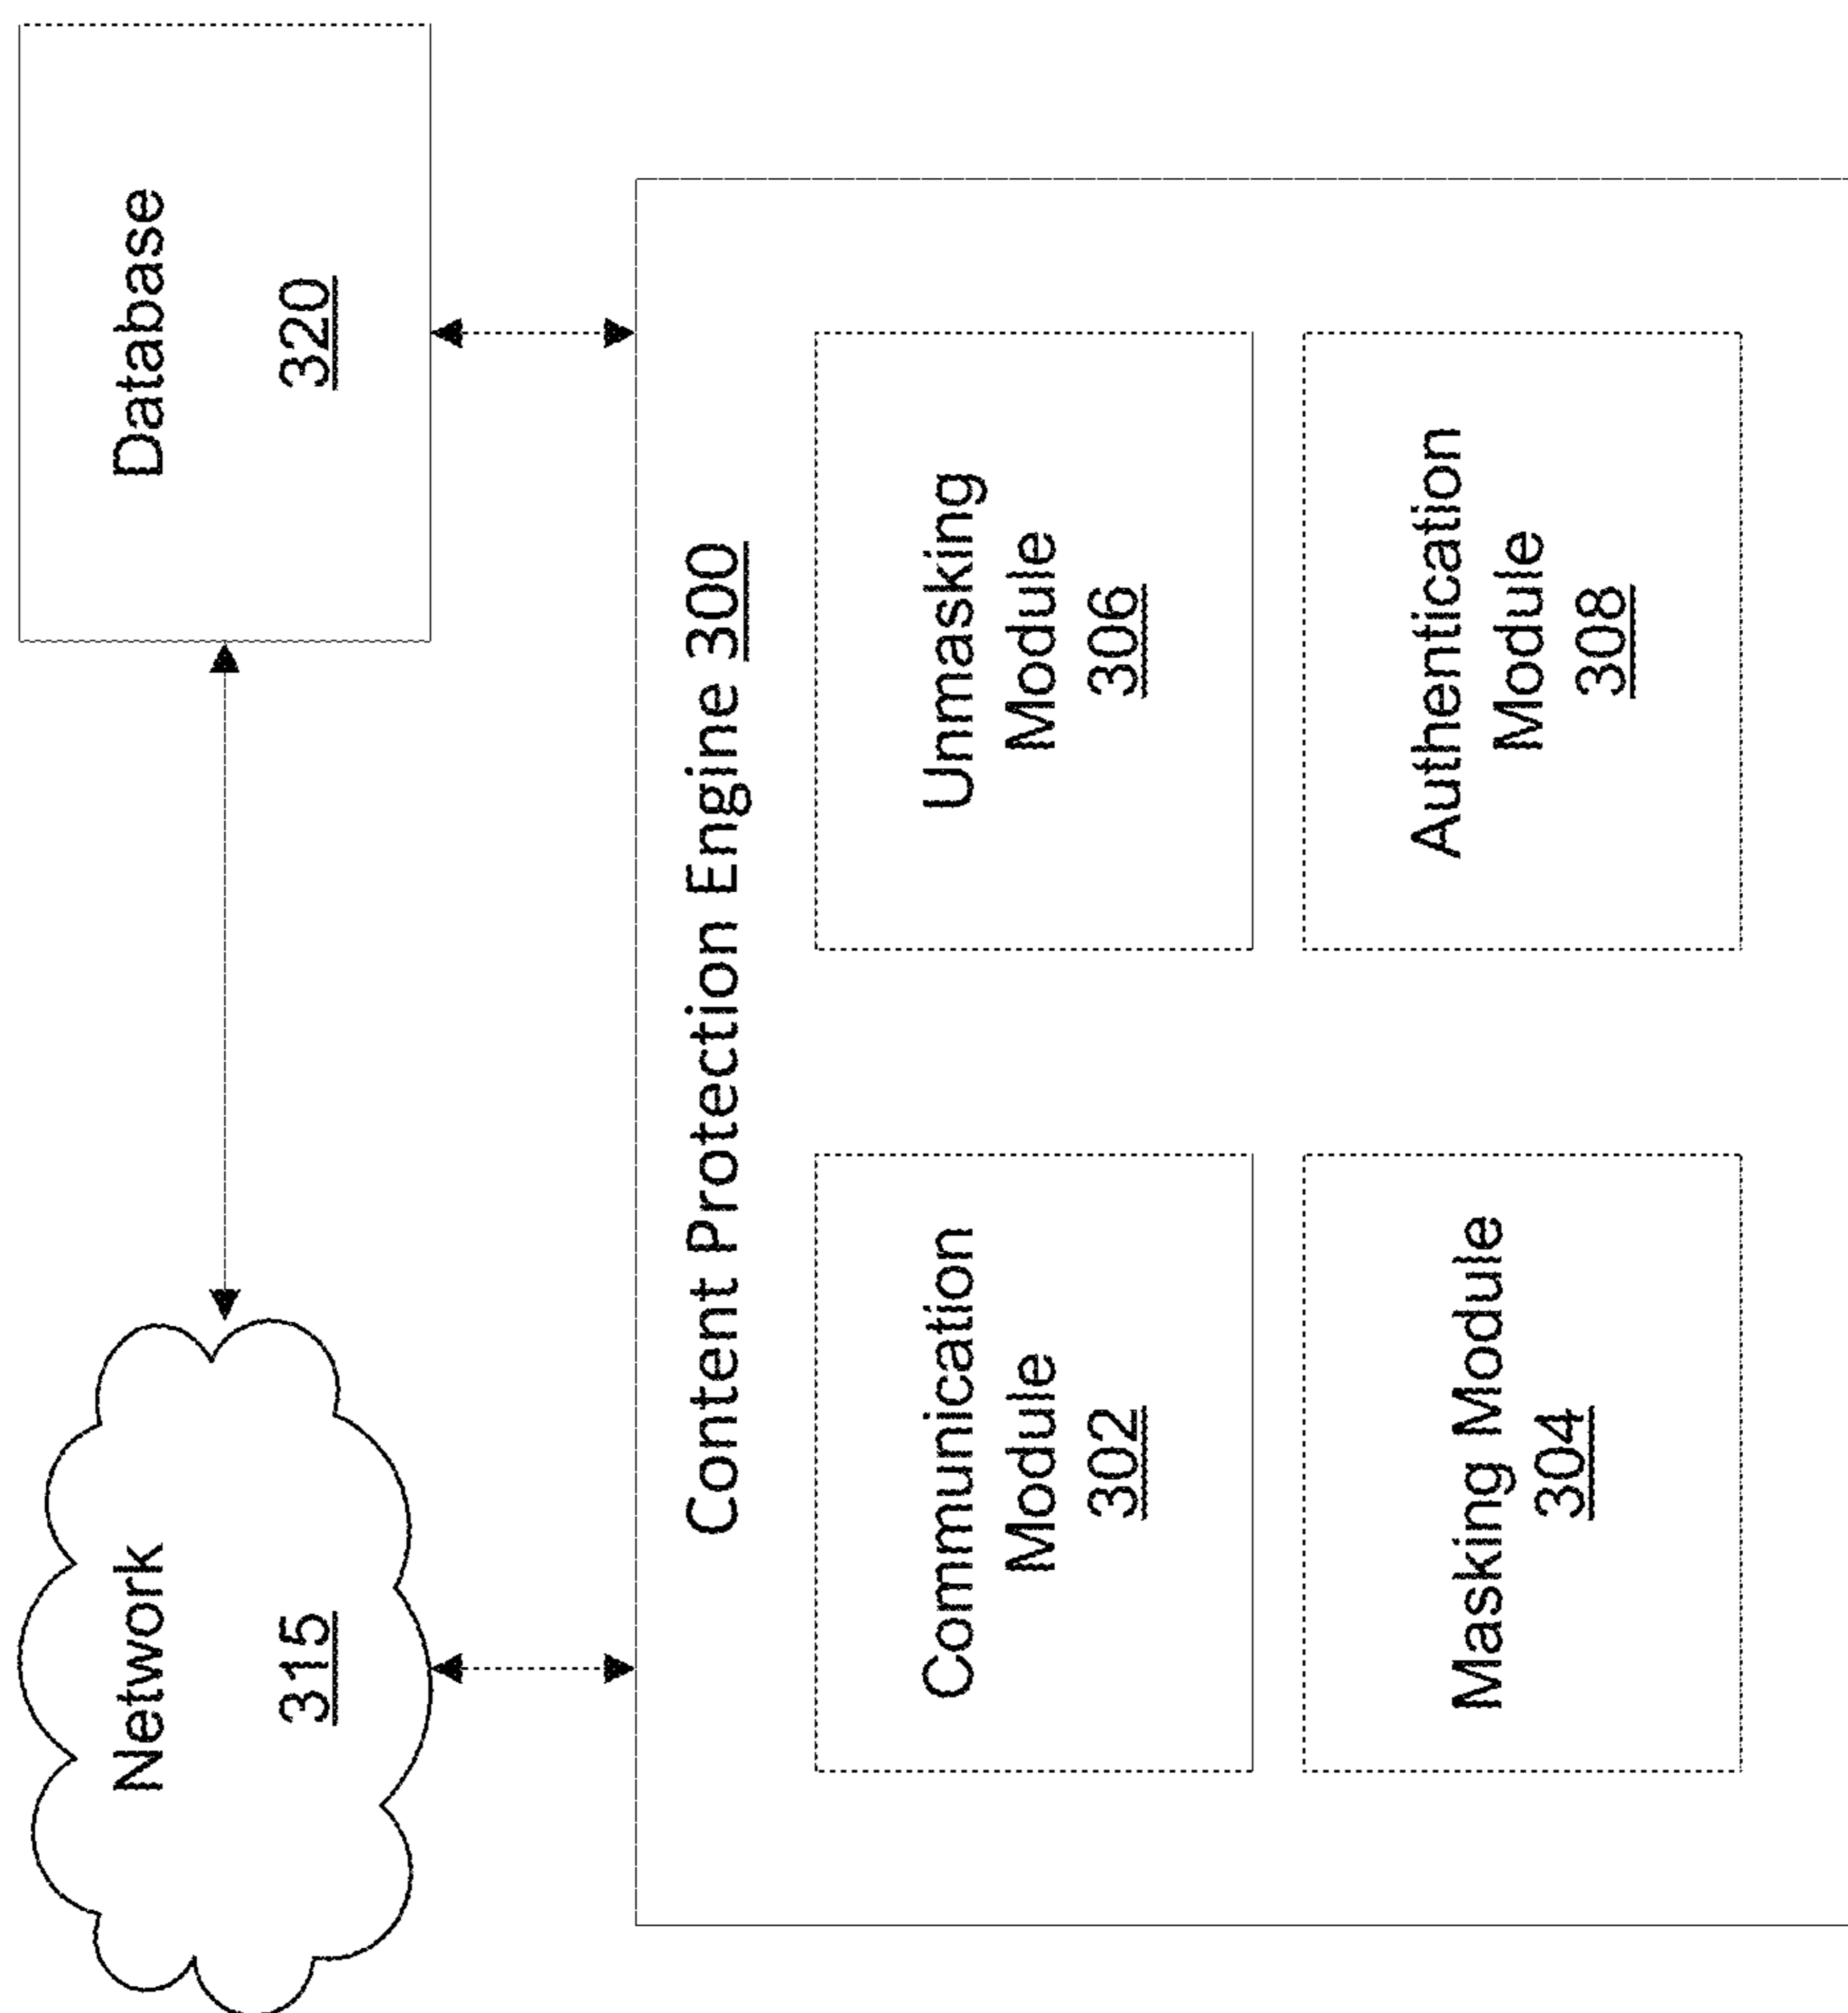 Network
315
Database
320
Content Protection Engine 300
Communication
Module
302
Unmasking
Module
306
Masking Module
304
Authentication
Module
308